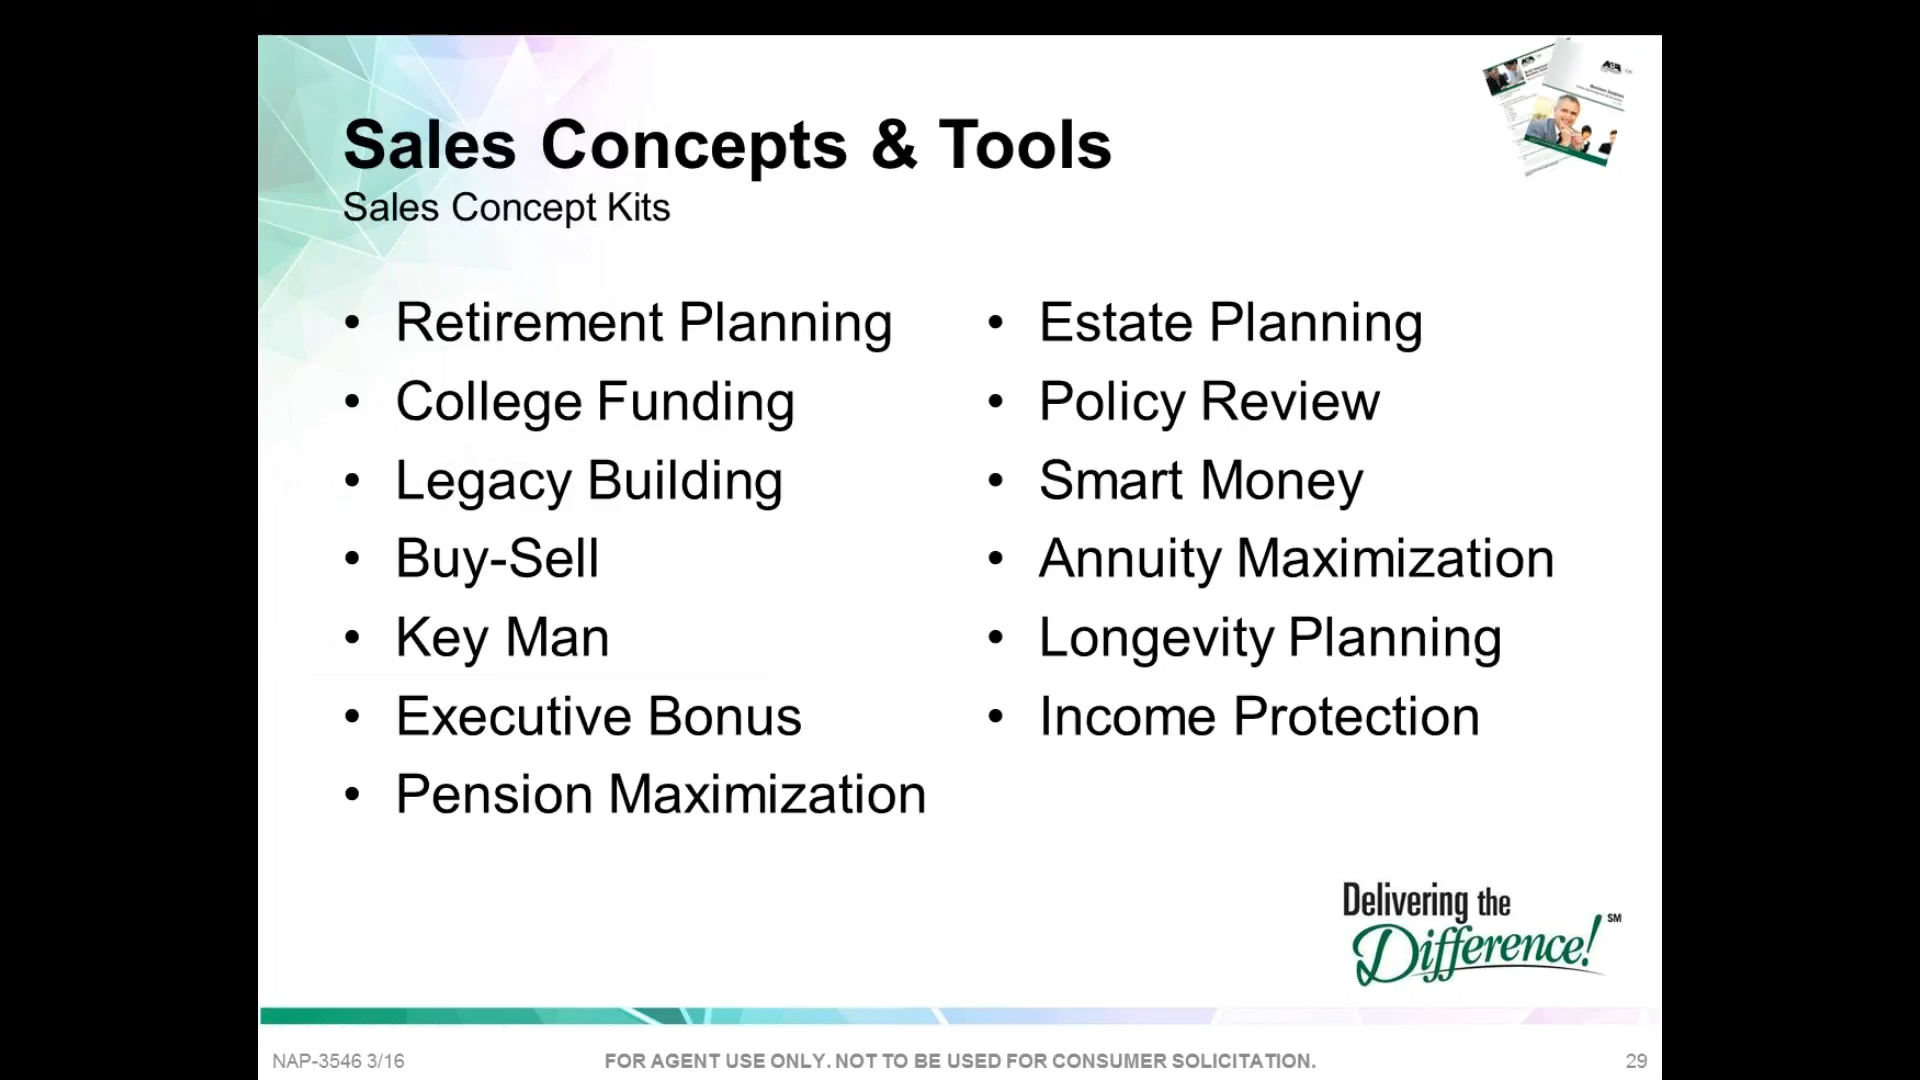 Sales Concepts & Tools
Sales Concept Kits
• Retirement Planning
• College Funding
• Legacy Building
• Buy-Sell
• Key Man
• Executive Bonus
• Pension Maximization
• Estate Planning
• Policy Review
• Smart Money
• Annuity Maximization
• Longevity Planning
• Income Protection
Delivering the
Difference! SM
NAP-3546 3/16
FOR AGENT USE ONLY. NOT TO BE USED FOR CONSUMER SOLICITATION.
29